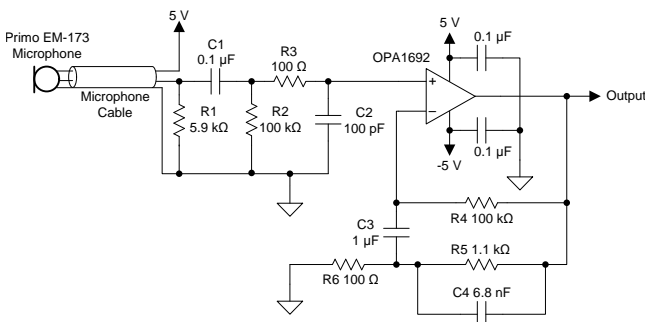 Primo EM-173
Microphone
Microphone
Cable
5 V
C1
0.1 µF
R3
100 Ω
R1
5.9 kΩ
R2
100 kΩ
C2
100 pF
OPA1692
5 V
0.1 µF
+
−
Output
0.1 µF
-5 V
R4 100 kΩ
C3
1 µF
R5 1.1 kΩ
R6 100 Ω
C4 6.8 nF